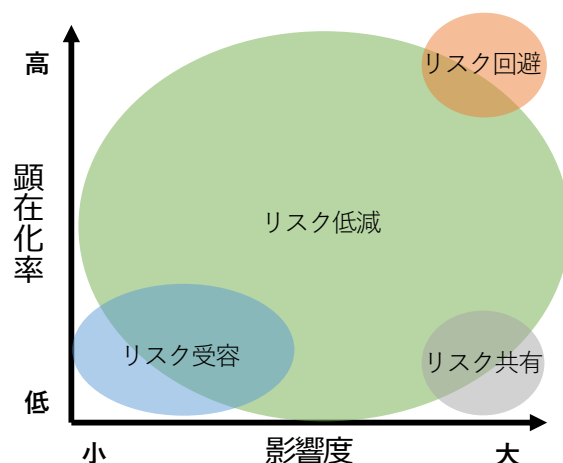 高
リスク回避
顕在化率
リスク低減
リスク受容
リスク共有
低
小
影響度
大